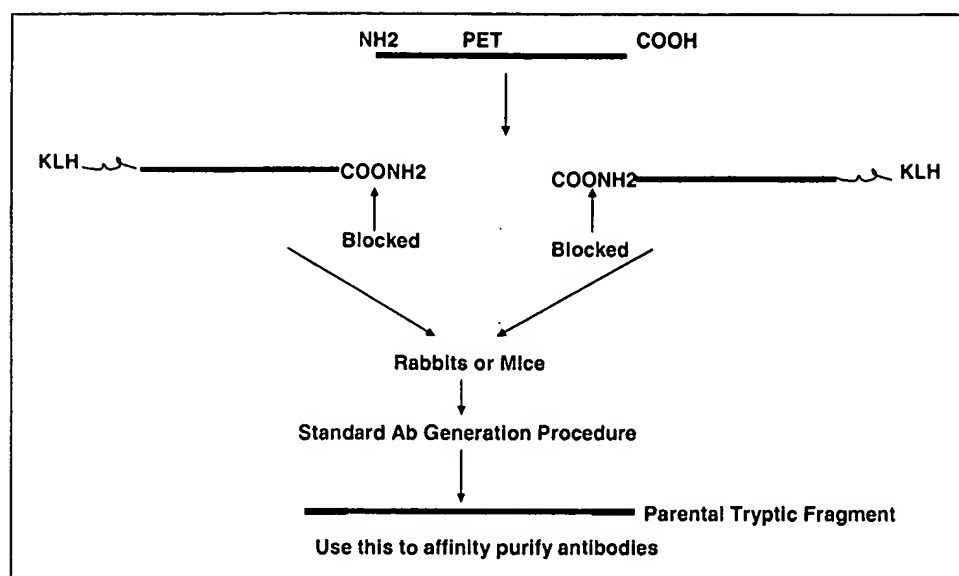 NH2 PET COOH
KLH COONH2 COONH2 KLH
Blocked Blocked
Rabbits or Mice
Standard Ab Generation Procedure
Parental Tryptic Fragment
Use this to affinity purify antibodies